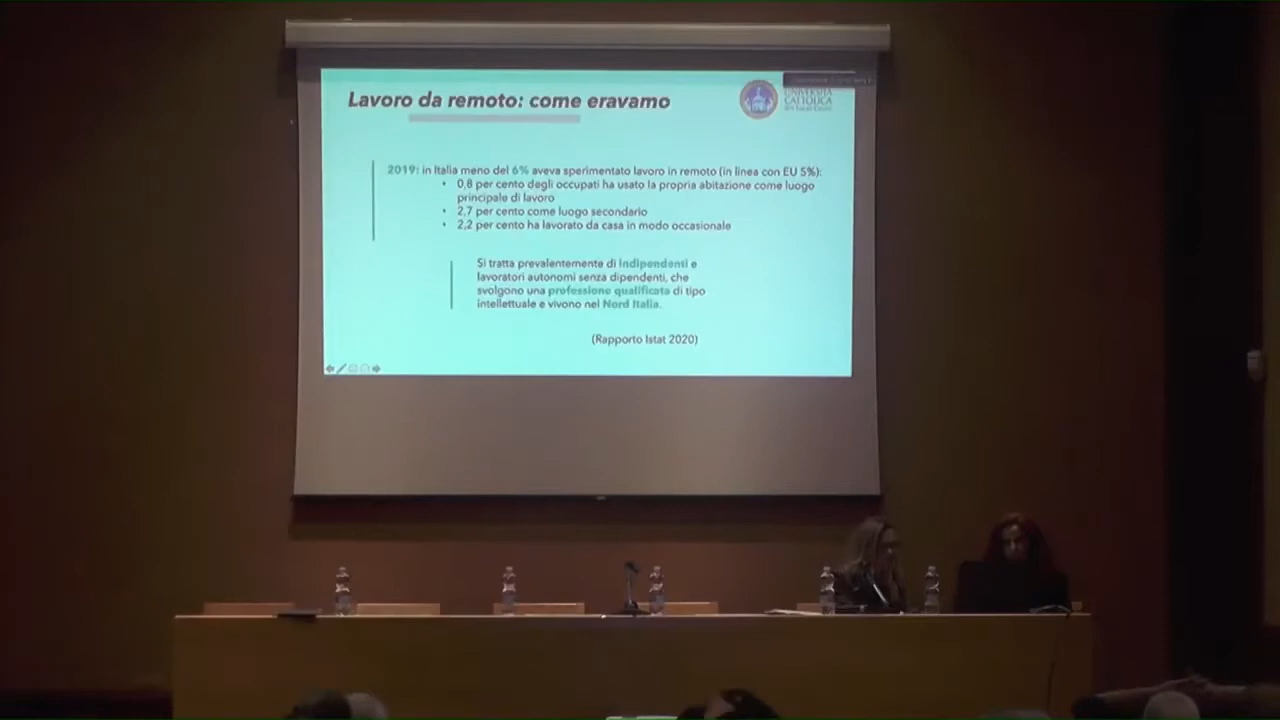 Lavoro da remoto: come eravamo
UNIVERSITÀ
CATTOLICA
del Sacro Cuore
2019: in Italia meno del 6% aveva sperimentato lavoro in remoto (in linea con EU 5%):
• 0,8 per cento degli occupati ha usato la propria abitazione come luogo
principale di lavoro
• 2,7 per cento come luogo secondario
• 2,2 per cento ha lavorato da casa in modo occasionale
Si tratta prevalentemente di indipendenti e
lavoratori autonomi senza dipendenti, che
svolgono una professione qualificata di tipo
intellettuale e vivono nel Nord Italia.
(Rapporto Istat 2020)